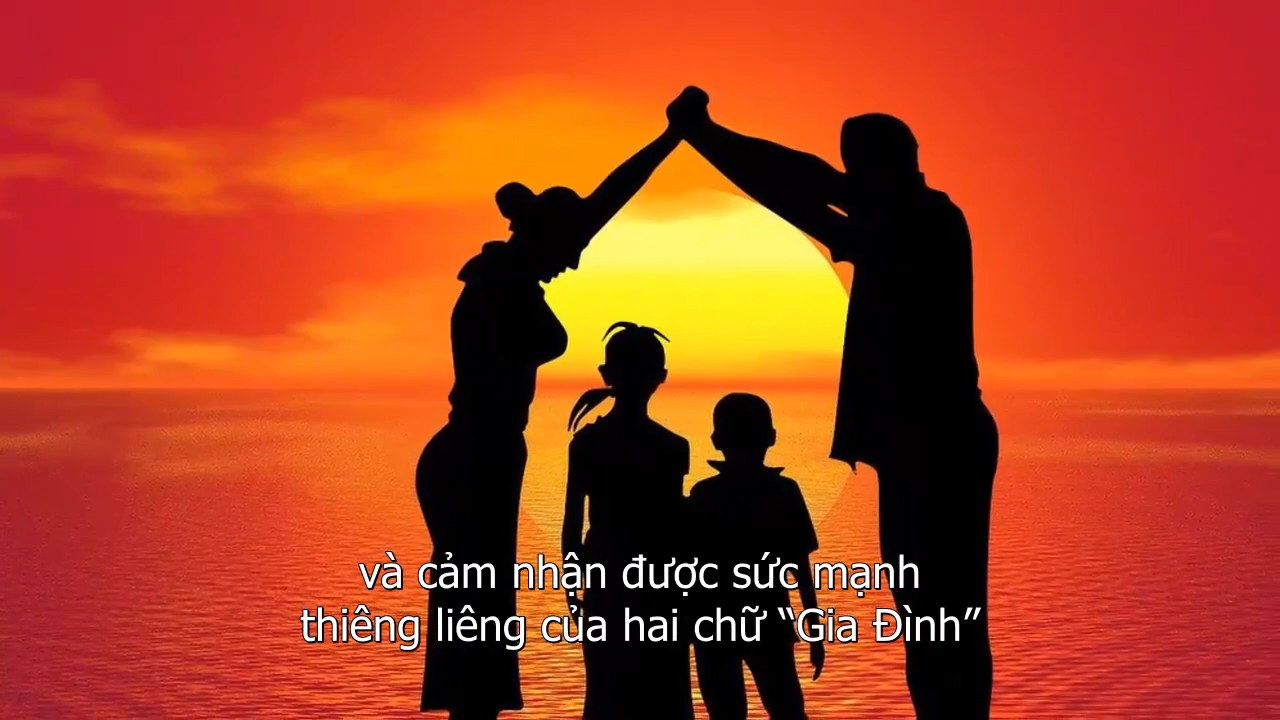 và cảm nhận được sức mạnh
thiêng liêng của hai chữ “Gia Đình”